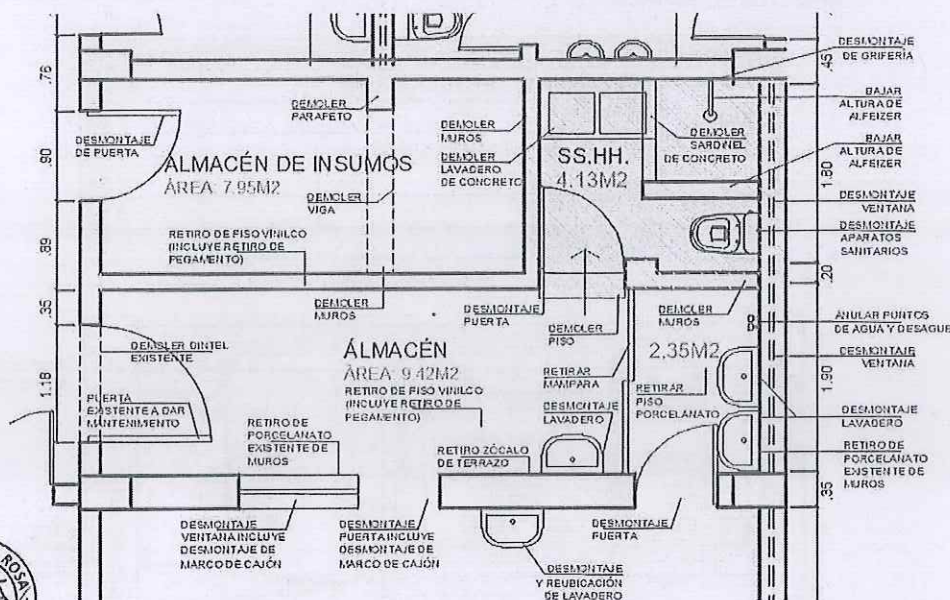 DESMONTAJE
DE GRIFERÍA
.76
.45
DEMOLER
PARAFETO
BAJAR
ALTURA DE
ALFEIZER
DESMONTAJE
DE PUERTA
DEMOLER
MUROS
DEMOLER
SARDINEL
DE CONCRETO
BAJAR
ALTURA DE
ALFEIZER
.90
ALMACÉN DE INSUMOS
ÁREA: 7.95M2
DEMOLER
LAVADERO
DE CONCRETO
SS.HH.
4.13M2
1.80
DEMOLER
VIGA
DESMONTAJE
VENTANA
RETIRO DE PISO VINILICO
(INCLUYE RETIRO DE
PEGAMENTO)
DESMONTAJE
APARATOS
SANITARIOS
.89
.20
DEMOLER
MUROS
DESMONTAJE
PUERTA
DEMOLER
PISO
DEMOLER
MUROS
.35
ANULAR PUNTOS
DE AGUA Y DESAGUE
DEMOLER DINTEL
EXISTENTE
ÁLMACÉN
ÁREA: 9.42M2
RETIRO DE PISO VINILCO
(INCLUYE RETIRO DE
PEGAMENTO)
2,35M2
DESMONTAJE
VENTANA
1.18
RETIRAR
MAMPARA
RETIRAR
PISO
PORCELANATO
1.90
PUERTA
EXISTENTE A DAR
MANTENIMIENTO
DESMONTAJE
LAVADERO
DESMONTAJE
LAVADERO
RETIRO DE
PORCELANATO
EXISTENTE DE
MUROS
RETIRO ZÓCALO
DE TERRAZO
RETIRO DE
PORCELANATO
EXISTENTE DE
MUROS
.35
DESMONTAJE
VENTANA INCLUYE
DESMONTAJE DE
MARCO DE CAJÓN
DESMONTAJE
PUERTA INCLUYE
DESMONTAJE DE
MARCO DE CAJÓN
DESMONTAJE
PUERTA
DESMONTAJE
Y REUBICACIÓN
DE LAVADERO
ROSA